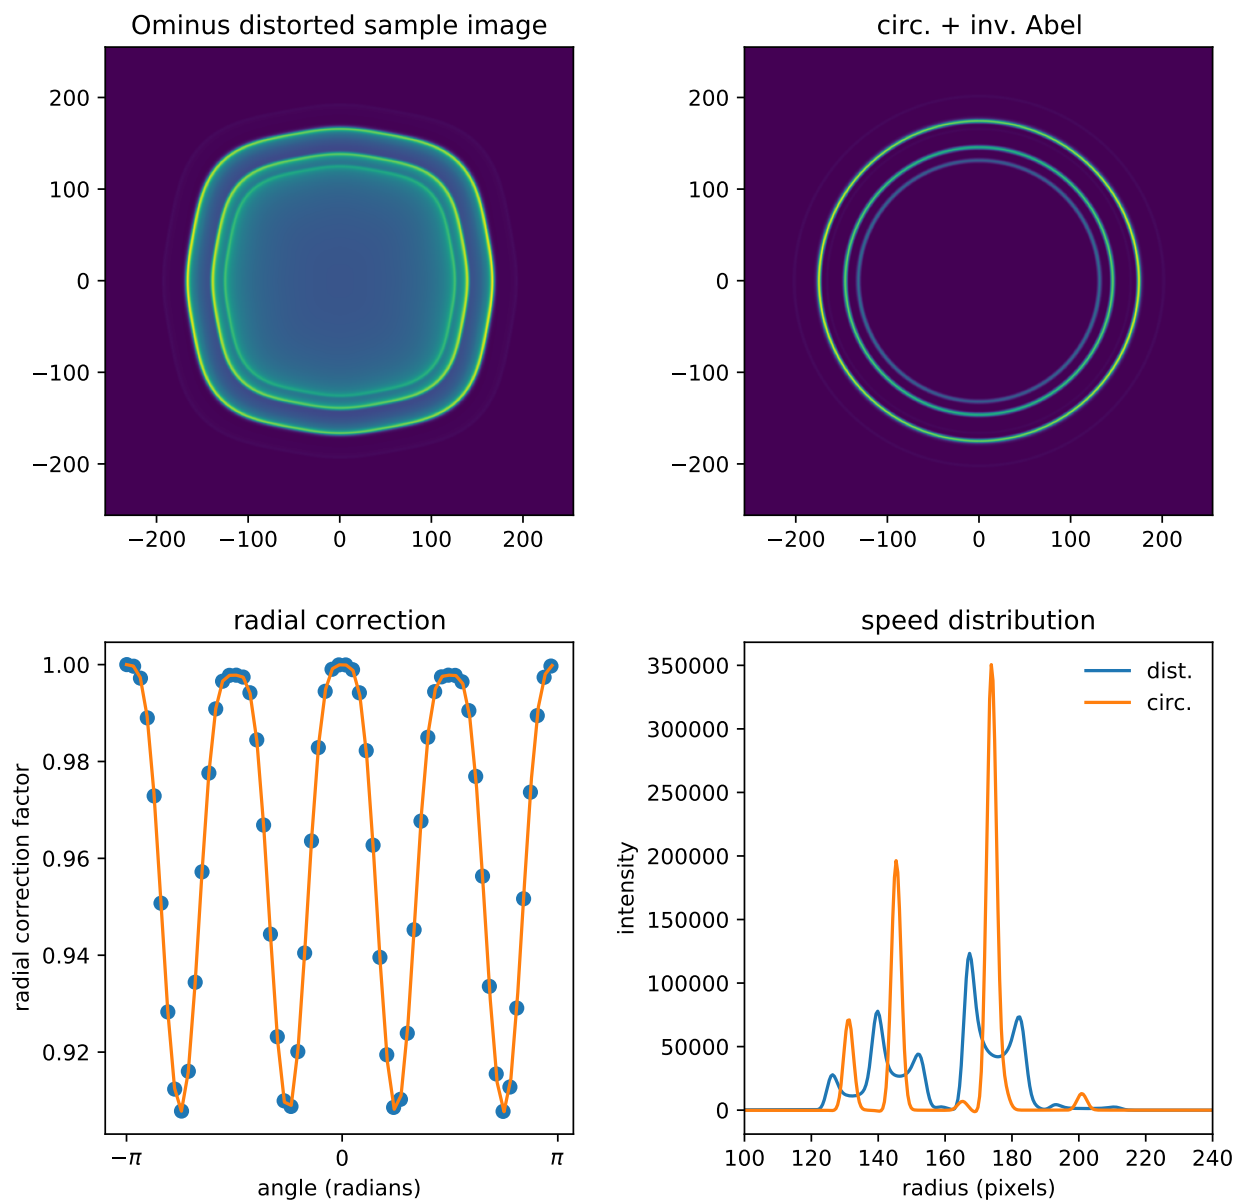 Ominus distorted sample image
200
100
0
−100
−200
−200 −100 0 100 200
circ. + inv. Abel
200
100
0
−100
−200
−200 −100 0 100 200
radial correction
radial correction factor
1.00
0.98
0.96
0.94
0.92
−π 0 π
angle (radians)
speed distribution
intensity
350000
300000
250000
200000
150000
100000
50000
0
dist.
circ.
100 120 140 160 180 200 220 240
radius (pixels)